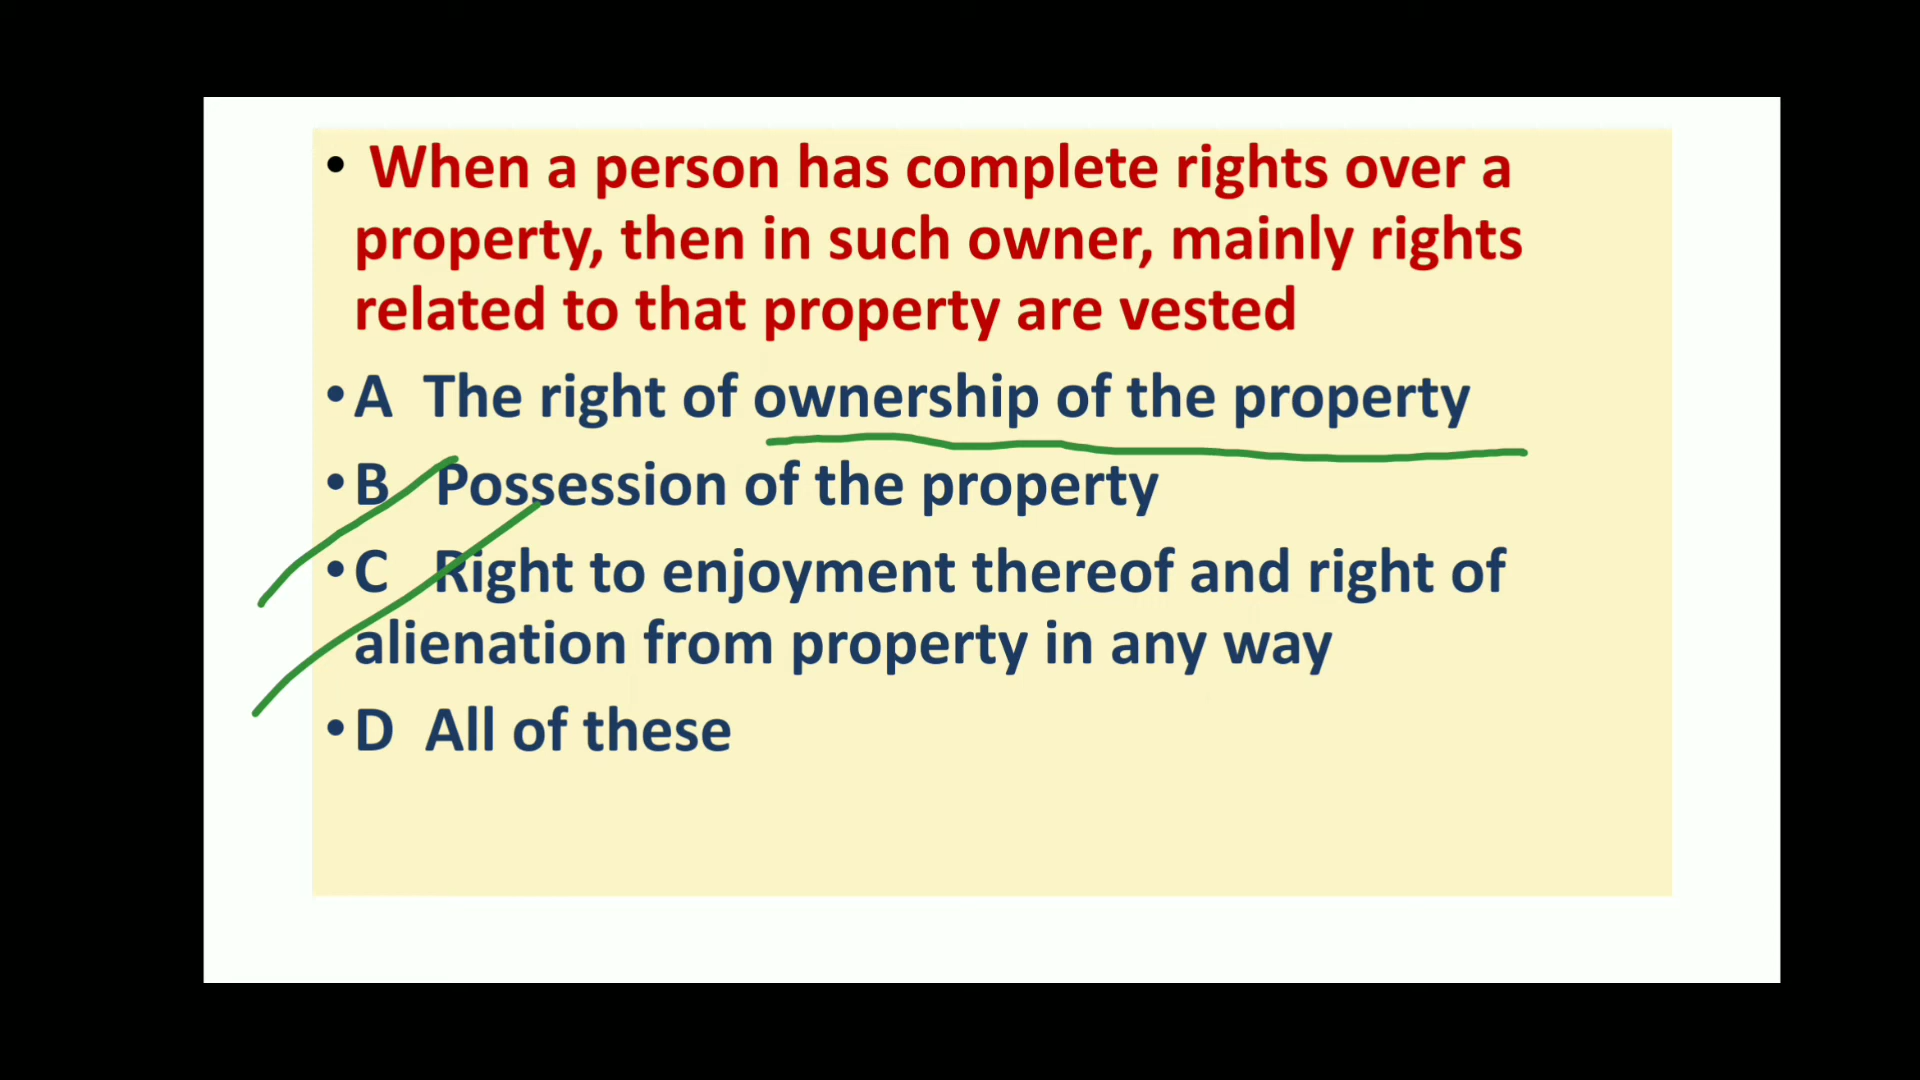 • When a person has complete rights over a
property, then in such owner, mainly rights
related to that property are vested
• A The right of ownership of the property
• B Possession of the property
• C Right to enjoyment thereof and right of
alienation from property in any way
• D All of these